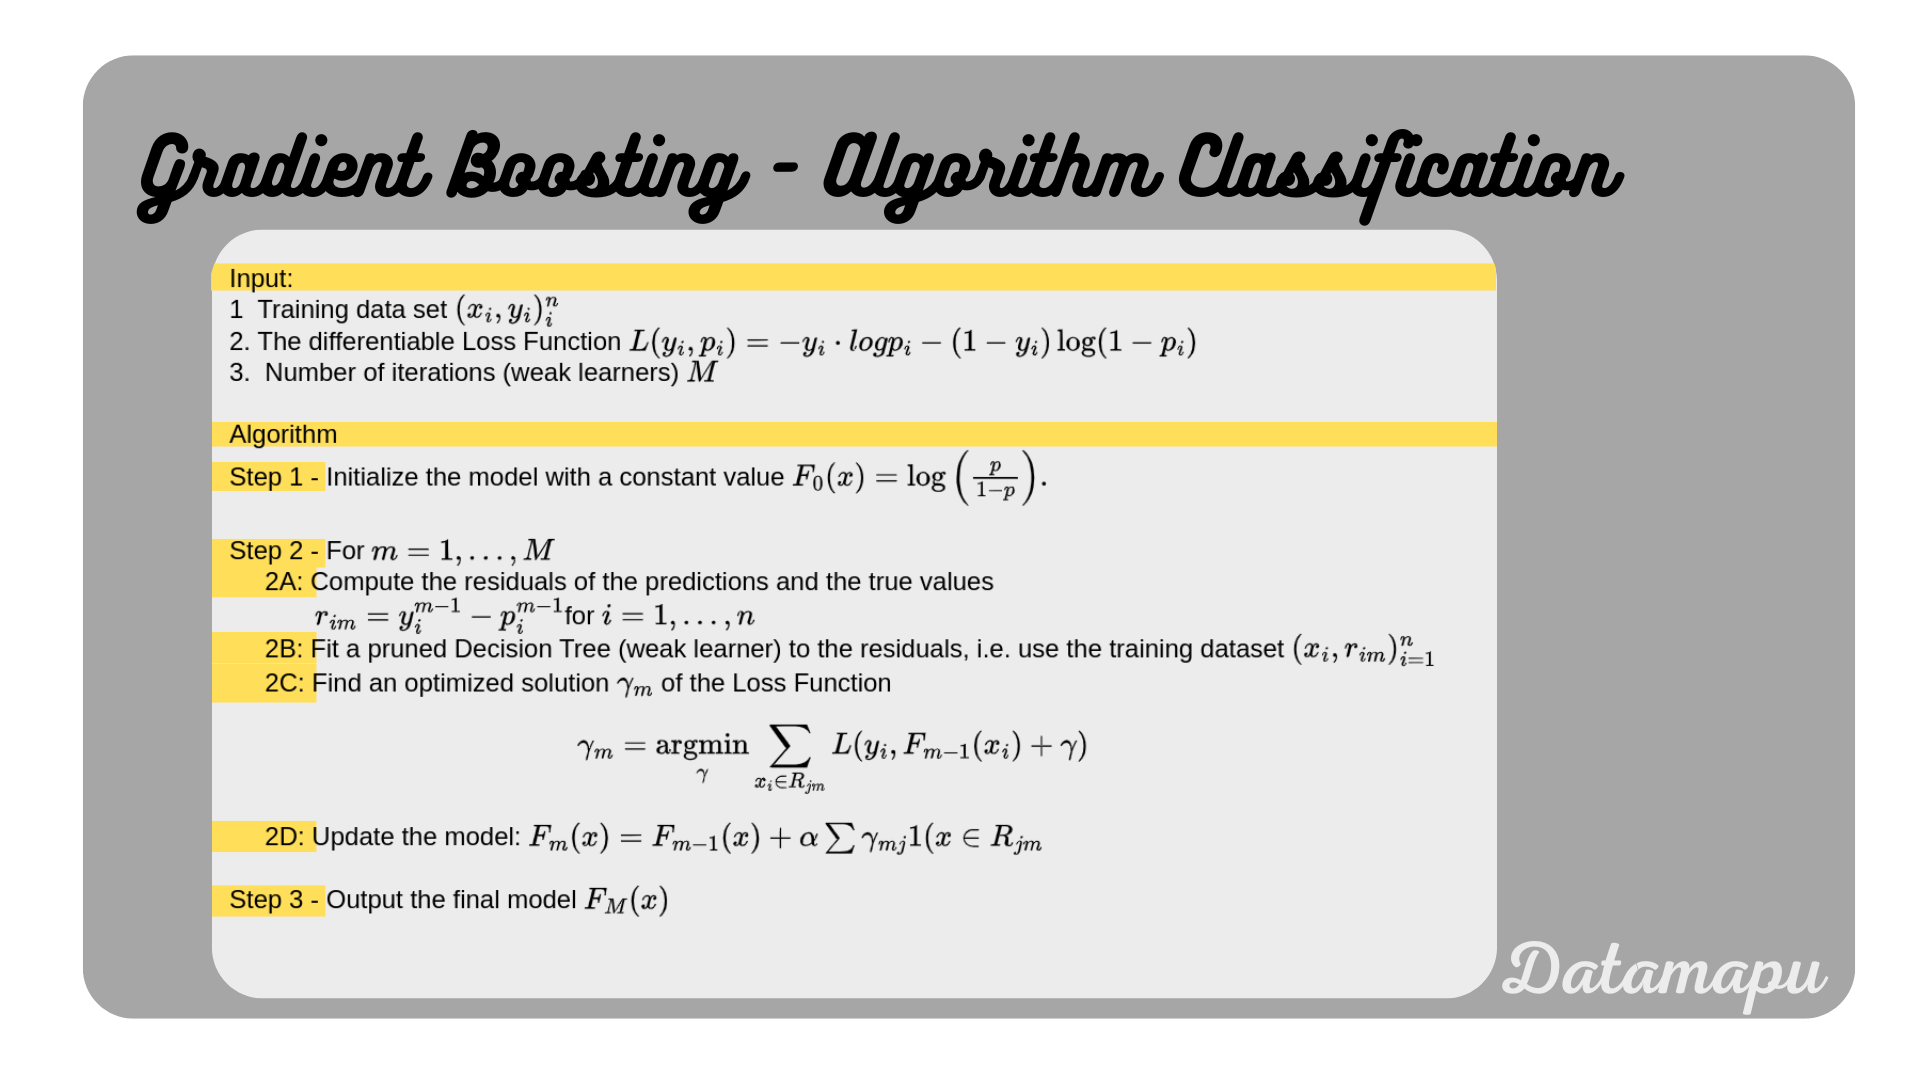 Gradient Boosting - Algorithm Classification
Input:
1 Training data set $(x_i, y_i)_i^n$
2. The differentiable Loss Function $L(y_i, p_i) = -y_i \cdot logp_i - (1 - y_i)\log(1 - p_i)$
3. Number of iterations (weak learners) $M$
Algorithm
Step 1 - Initialize the model with a constant value $F_0(x) = \log\left(\frac{p}{1-p}\right).$
Step 2 - For $m = 1, \ldots, M$
2A: Compute the residuals of the predictions and the true values
$r_{im} = y_i^{m-1} - p_i^{m-1}$for $i = 1, \ldots, n$
2B: Fit a pruned Decision Tree (weak learner) to the residuals, i.e. use the training dataset $(x_i, r_{im})_{i=1}^n$
2C: Find an optimized solution $\gamma_m$ of the Loss Function
$\gamma_m = \underset{\gamma}{\text{argmin}} \sum_{x_i \in R_{jm}} L(y_i, F_{m-1}(x_i) + \gamma)$
2D: Update the model: $F_m(x) = F_{m-1}(x) + \alpha \sum \gamma_{mj} 1(x \in R_{jm}$
Step 3 - Output the final model $F_M(x)$
Datamapu